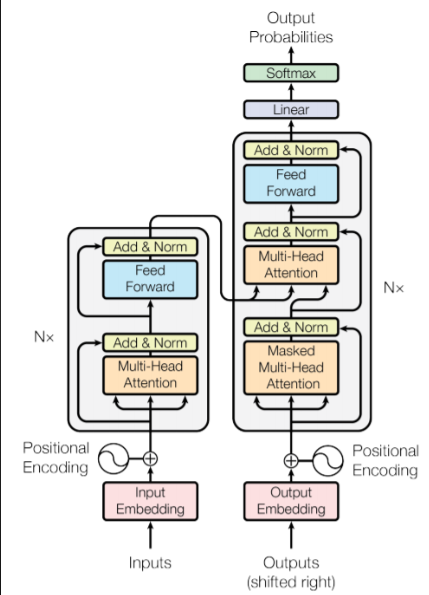 Output
Probabilities
Softmax
Linear
Add & Norm
Feed
Forward
Add & Norm
Multi-Head
Attention
Add & Norm
Masked
Multi-Head
Attention
Nx
Add & Norm
Feed
Forward
Add & Norm
Multi-Head
Attention
Nx
Positional
Encoding
Positional
Encoding
Input
Embedding
Output
Embedding
Inputs
Outputs
(shifted right)